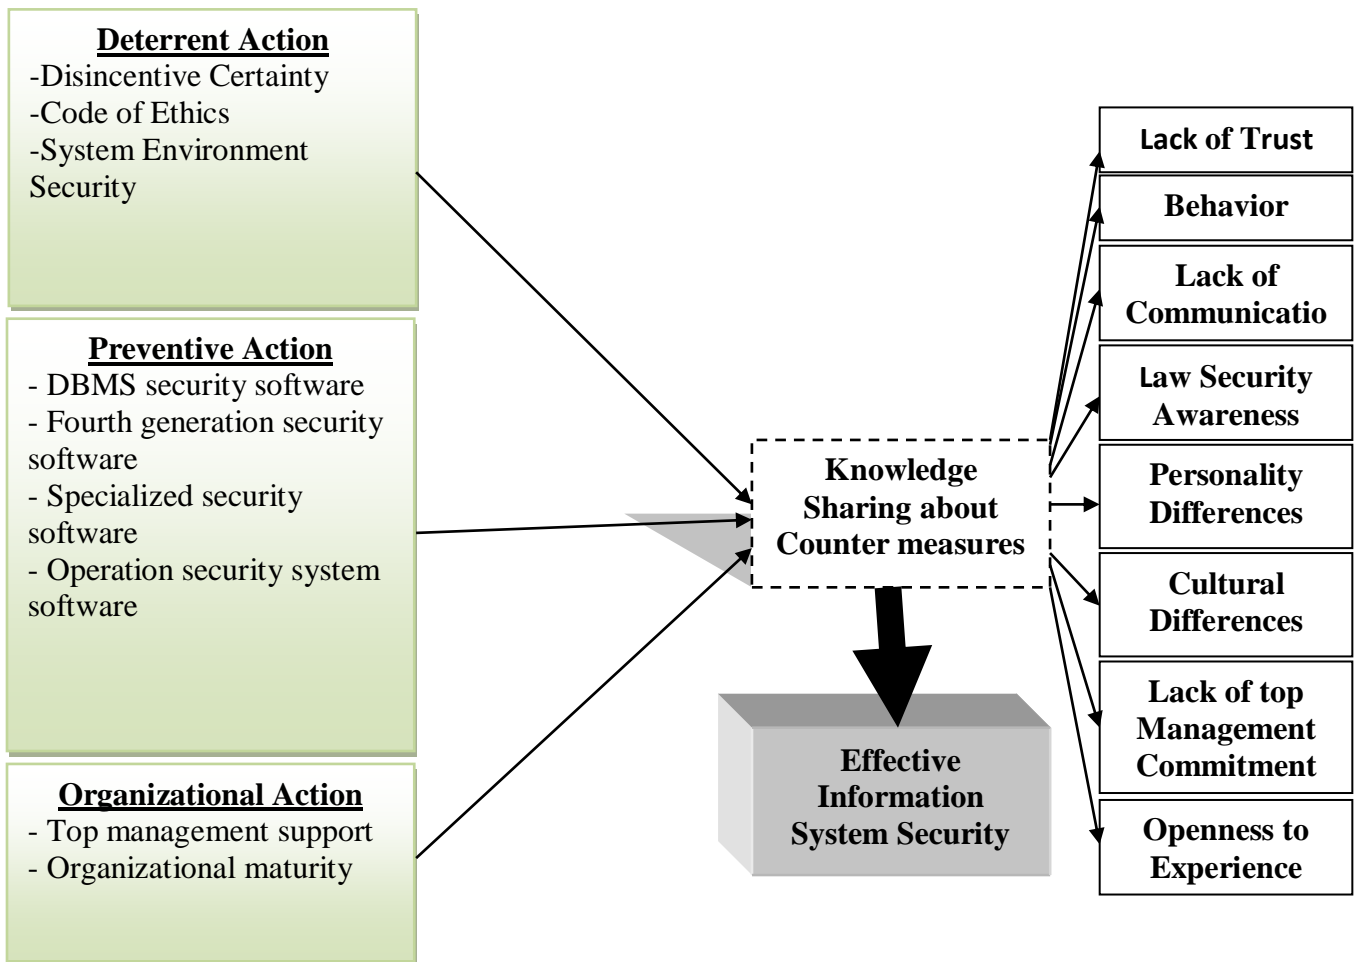 Deterrent Action
-Disincentive Certainty
-Code of Ethics
-System Environment
Security
Preventive Action
- DBMS security software
- Fourth generation security
software
- Specialized security
software
- Operation security system
software
Organizational Action
- Top management support
- Organizational maturity
Knowledge
Sharing about
Counter measures
Effective
Information
System Security
Lack of Trust
Behavior
Lack of
Communicatio
Law Security
Awareness
Personality
Differences
Cultural
Differences
Lack of top
Management
Commitment
Openness to
Experience